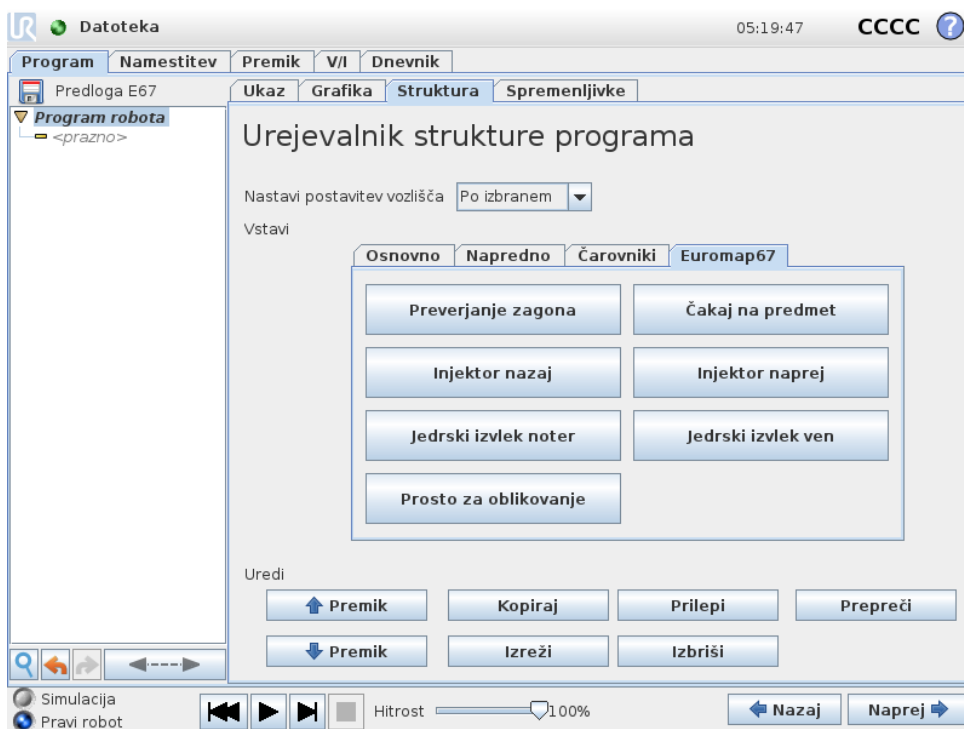 UR Datoteka 05:19:47 CCCC ?
Program Namestitev Premik V/I Dnevnik
Predloga E67
Ukaz Grafika Struktura Spremenljivke
Program robota
<prazno>
Urejevalnik strukture programa
Nastavi postavitev vozlišča Po izbranem
Vstavi
Osnovno Napredno Čarovniki Euromap67
Preverjanje zagona Čakaj na predmet
Injektor nazaj Injektor naprej
Jedrski izvlek noter Jedrski izvlek ven
Prosto za oblikovanje
Uredi
Premik Kopiraj Prilepi Prepreči
Premik Izreži Izbriši
Simulacija
Pravi robot
Hitrost 100%
Nazaj Naprej